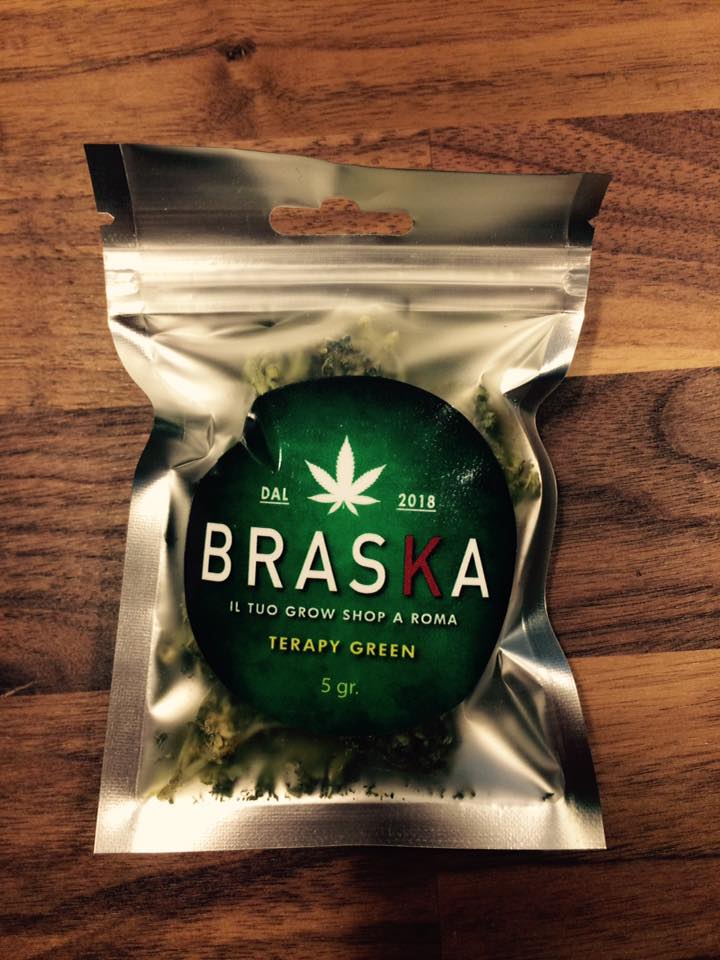 DAL 2018
BRASKA
IL TUO GROW SHOP A ROMA
TERAPY GREEN
5 gr.